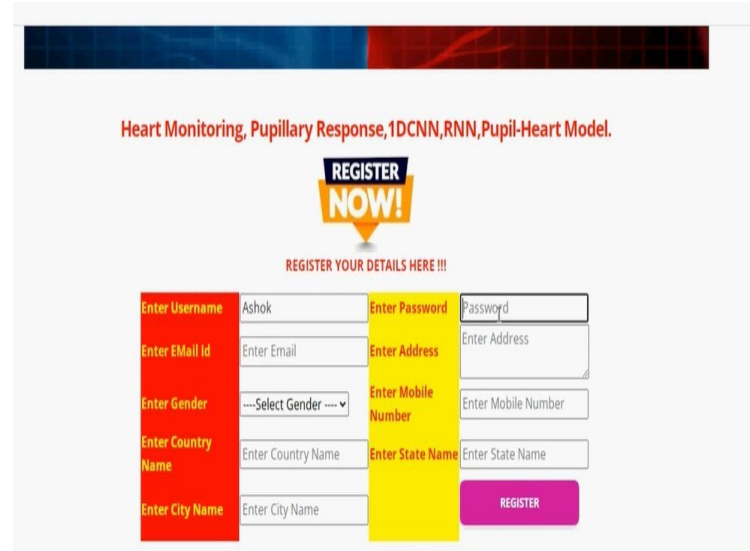 Heart Monitoring, Pupillary Response,1DCNN,RNN,Pupil-Heart Model.
REGISTER
NOW!
REGISTER YOUR DETAILS HERE !!!
Enter Username Ashok Enter Password Password
Enter EMail Id Enter Email Enter Address Enter Address
Enter Gender ----Select Gender ---- Enter Mobile Number Enter Mobile Number
Enter Country Name Enter Country Name Enter State Name Enter State Name
Enter City Name Enter City Name REGISTER